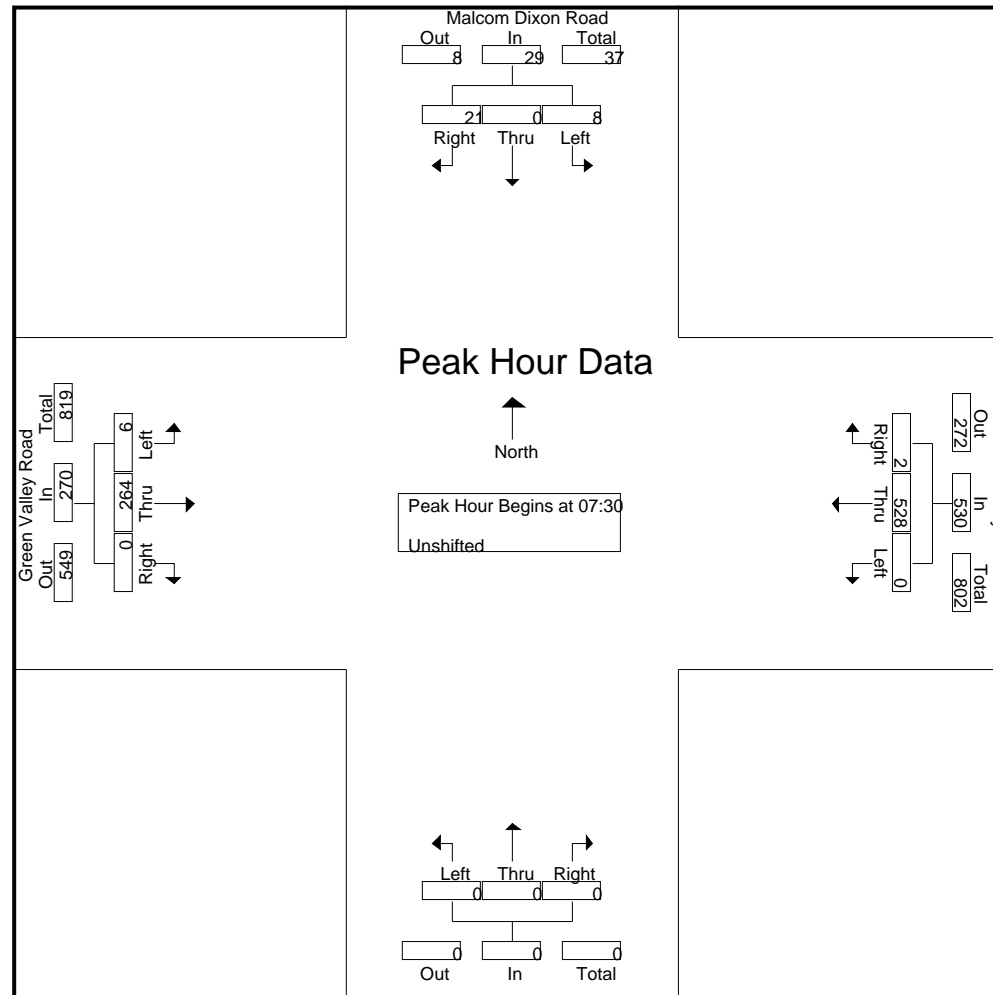 Malcom Dixon Road
Out In Total
8 29 37
21 0 8
Right Thru Left
Peak Hour Data
North
Peak Hour Begins at 07:30
Unshifted
Green Valley Road
Total In Out
819 270 549
6 264 0
Left Thru Right
Out In Total
272 530 802
2 528 0
Right Thru Left
Left Thru Right
0 0 0
0 0 0
Out In Total